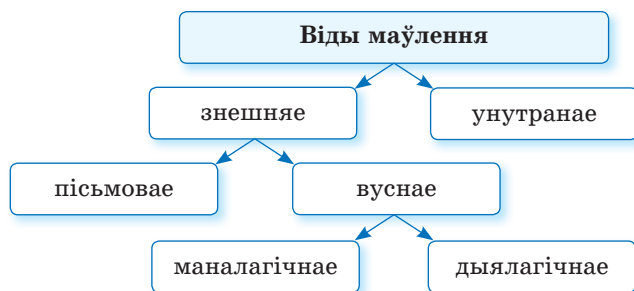 Віды маўлення
знешняе
унутранае
пісьмовае
вуснае
маналагічнае
дыялагічнае